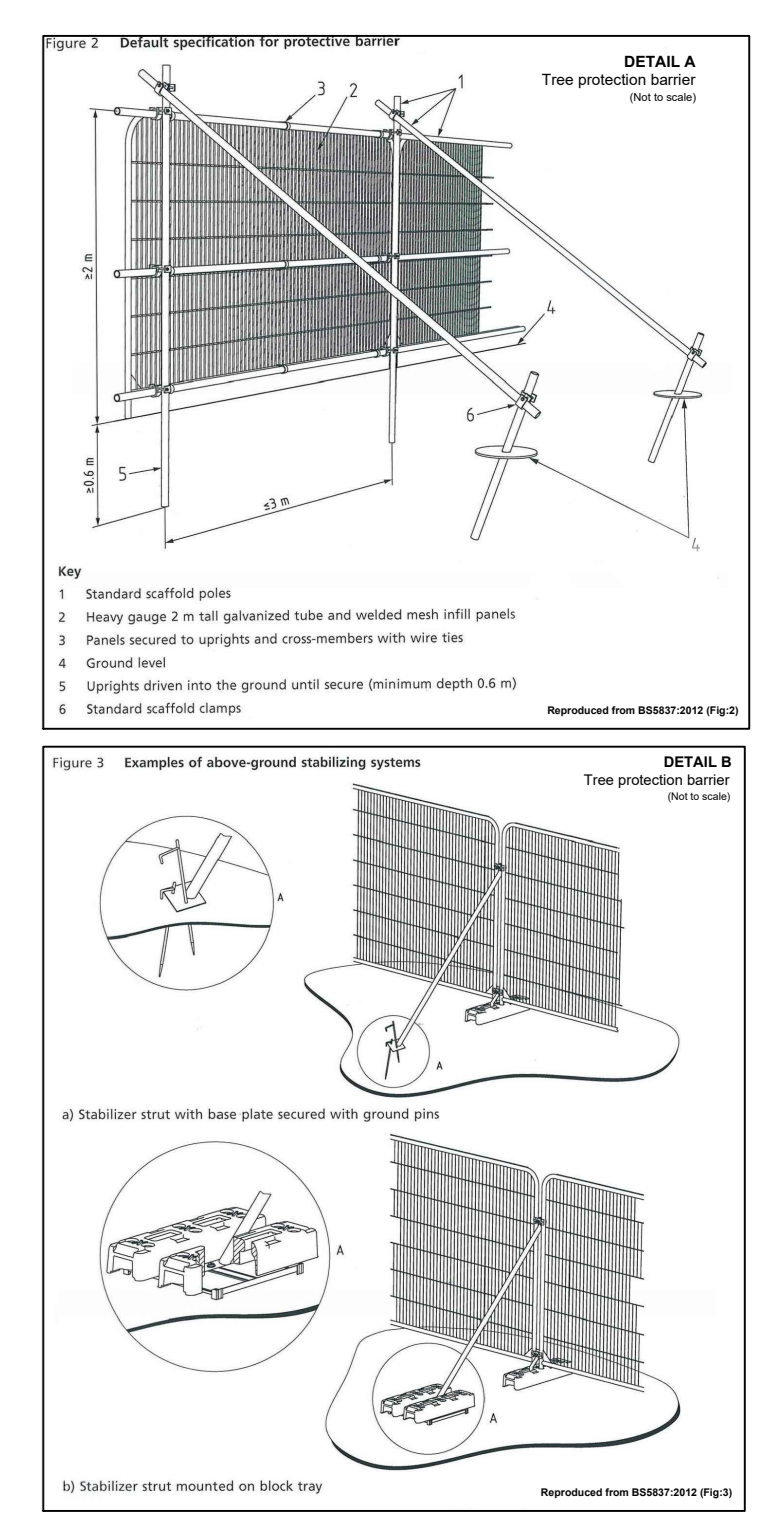 Figure 2 Default specification for protective barrier
DETAIL A
Tree protection barrier
(Not to scale)
3
2
1
≥2 m
4
6
5
≥0.6 m
≤3 m
4
Key
1 Standard scaffold poles
2 Heavy gauge 2 m tall galvanized tube and welded mesh infill panels
3 Panels secured to uprights and cross-members with wire ties
4 Ground level
5 Uprights driven into the ground until secure (minimum depth 0.6 m)
6 Standard scaffold clamps
Reproduced from BS5837:2012 (Fig:2)
Figure 3 Examples of above-ground stabilizing systems
DETAIL B
Tree protection barrier
(Not to scale)
A
A
a) Stabilizer strut with base plate secured with ground pins
A
A
b) Stabilizer strut mounted on block tray
Reproduced from BS5837:2012 (Fig:3)